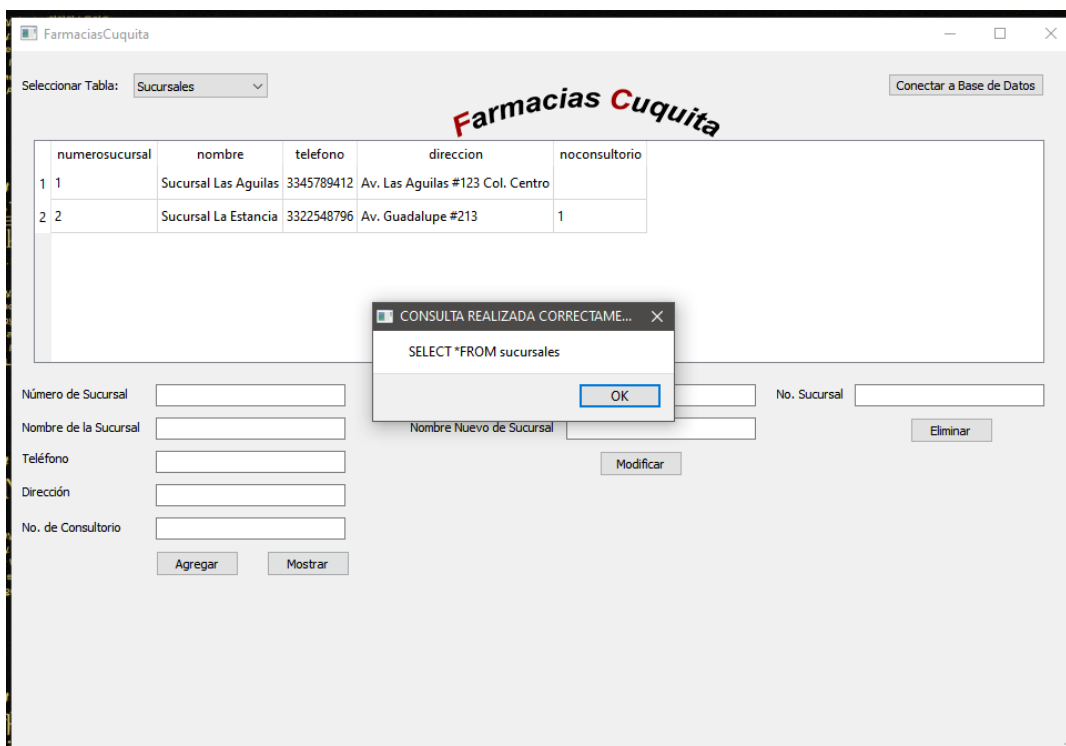 FarmaciasCuquita
Seleccionar Tabla: Sucursales Conectar a Base de Datos
Farmacias Cuquita
numerosucursal nombre telefono direccion noconsultorio
1 1 Sucursal Las Aguilas 3345789412 Av. Las Aguilas #123 Col. Centro
2 2 Sucursal La Estancia 3322548796 Av. Guadalupe #213 1
CONSULTA REALIZADA CORRECTAME...
SELECT *FROM sucursales
OK
Número de Sucursal No. Sucursal
Nombre de la Sucursal Nombre Nuevo de Sucursal Eliminar
Teléfono Modificar
Dirección
No. de Consultorio
Agregar Mostrar